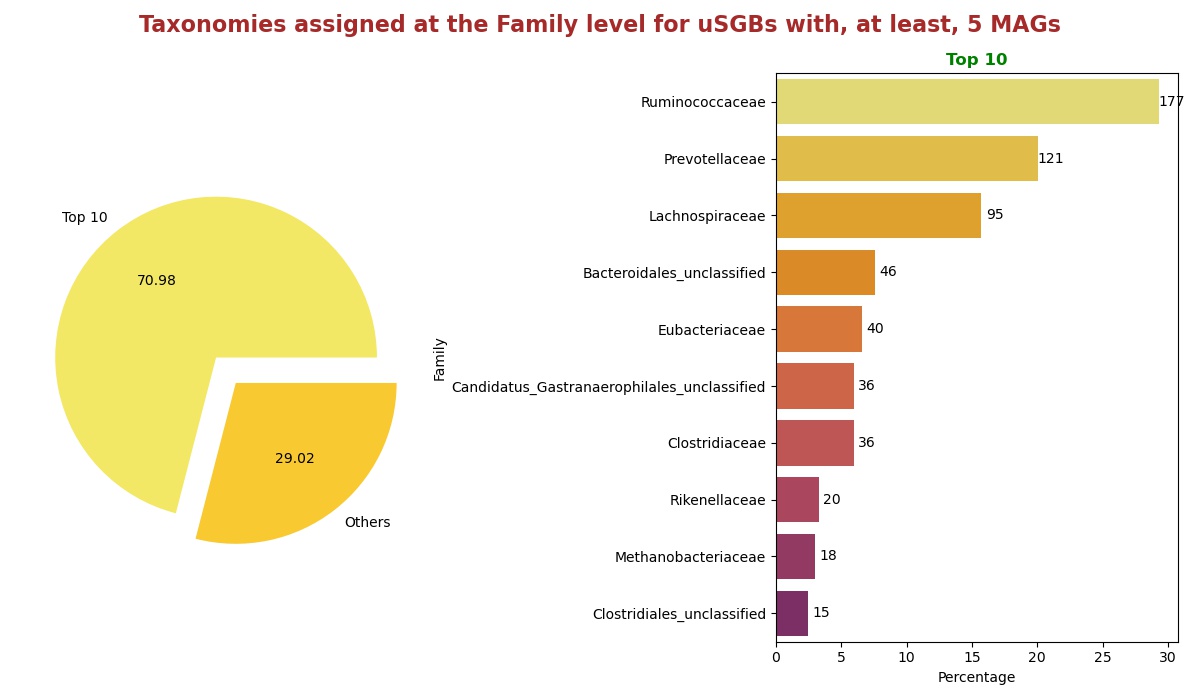 Taxonomies assigned at the Family level for uSGBs with, at least, 5 MAGs
Top 10
70.98
29.02
Others
Top 10
Family
Ruminococcaceae 177
Prevotellaceae 121
Lachnospiraceae 95
Bacteroidales_unclassified 46
Eubacteriaceae 40
Candidatus_Gastranaerophilales_unclassified 36
Clostridiaceae 36
Rikenellaceae 20
Methanobacteriaceae 18
Clostridiales_unclassified 15
0 5 10 15 20 25 30
Percentage